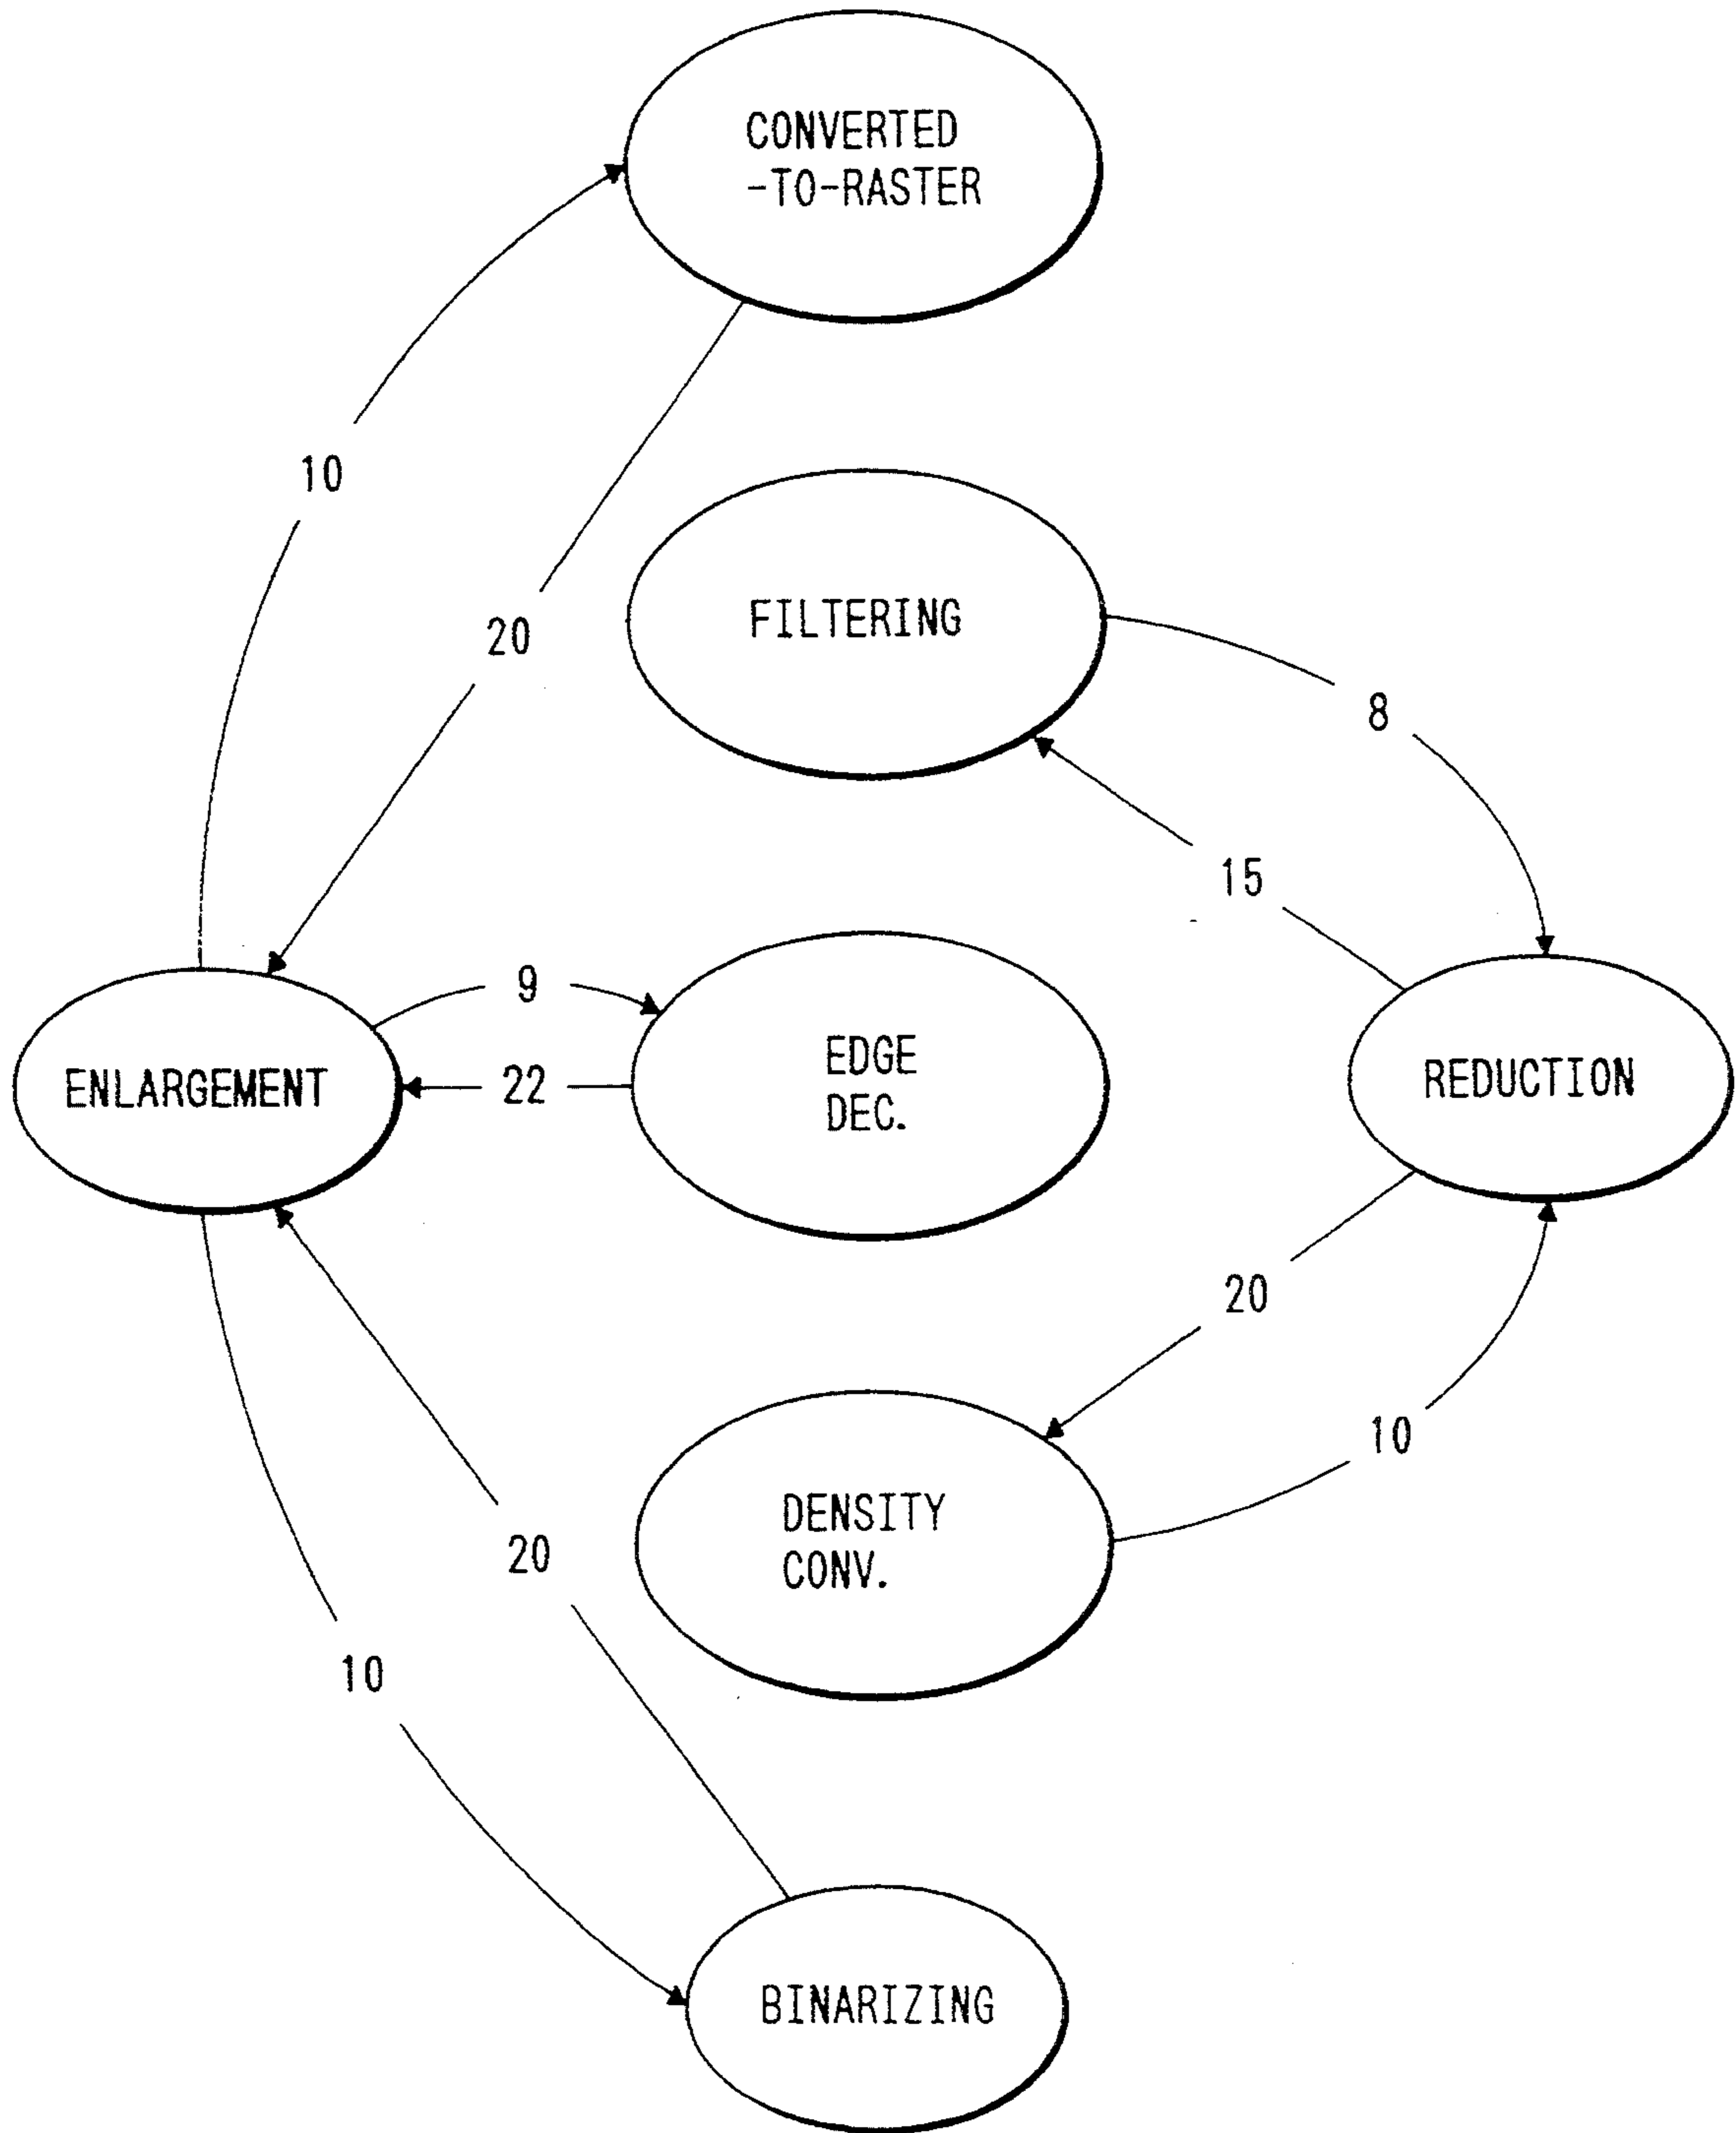 CONVERTED
-TO-RASTER
10
20
FILTERING
8
15
9
EDGE
DEC.
22
ENLARGEMENT
REDUCTION
20
10
DENSITY
CONV.
20
10
BINARIZING